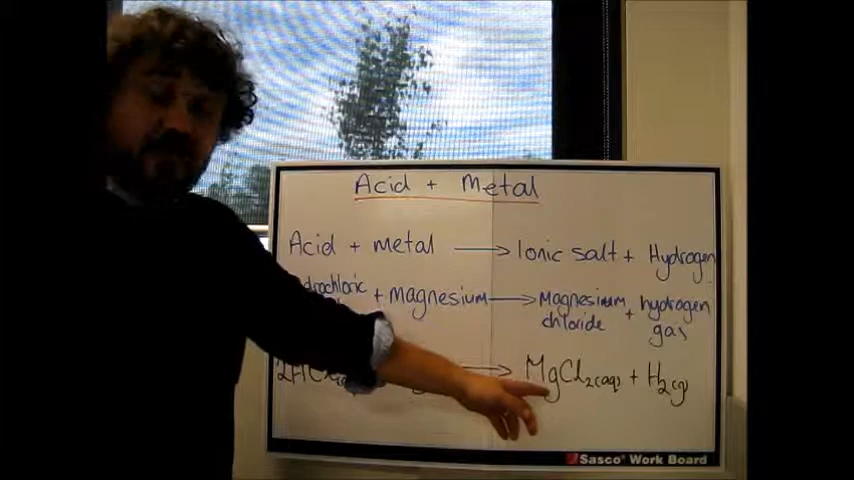 Acid + Metal
Acid + metal → Ionic salt + Hydrogen
+ magnesium → Magnesium chloride + hydrogen gas
→ MgCl2(aq) + H2(g)
Sasco® Work Board